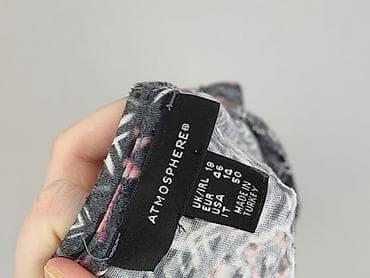 ATMOSPHERE®
UK/IRL 18
EUR 46
USA 14
IT 50
MADE IN
TURKEY